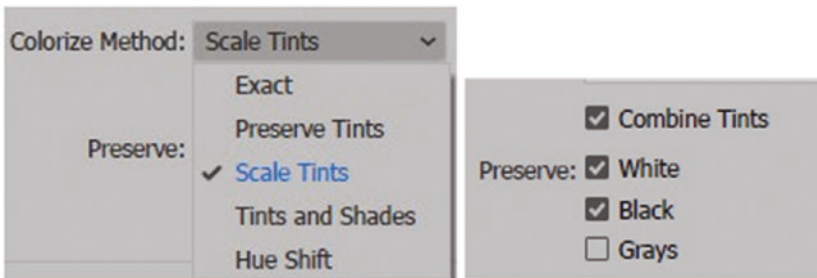 Colorize Method: Scale Tints
Exact
Preserve Tints
Preserve:
Scale Tints
Tints and Shades
Hue Shift
Combine Tints
Preserve: White
Black
Grays